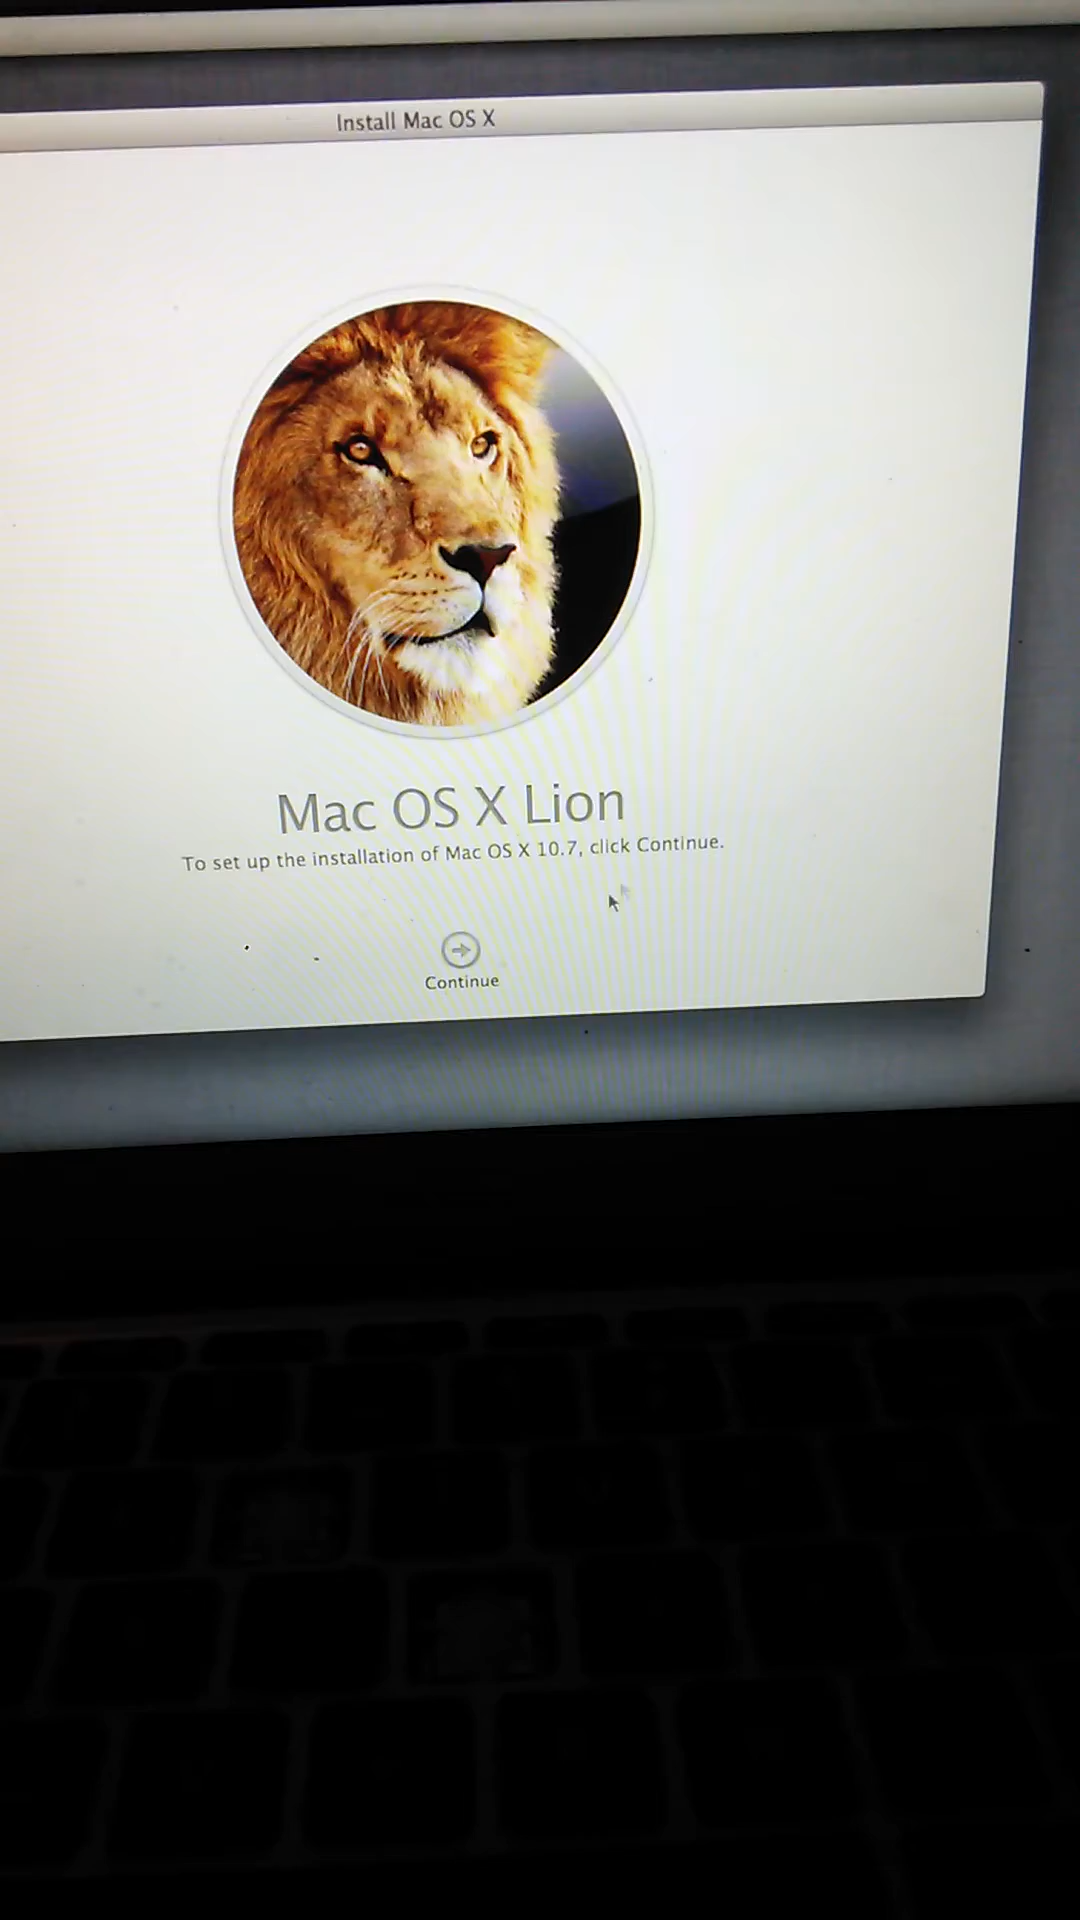 Install Mac OS X
Mac OS X Lion
To set up the installation of Mac OS X 10.7, click Continue.
Continue